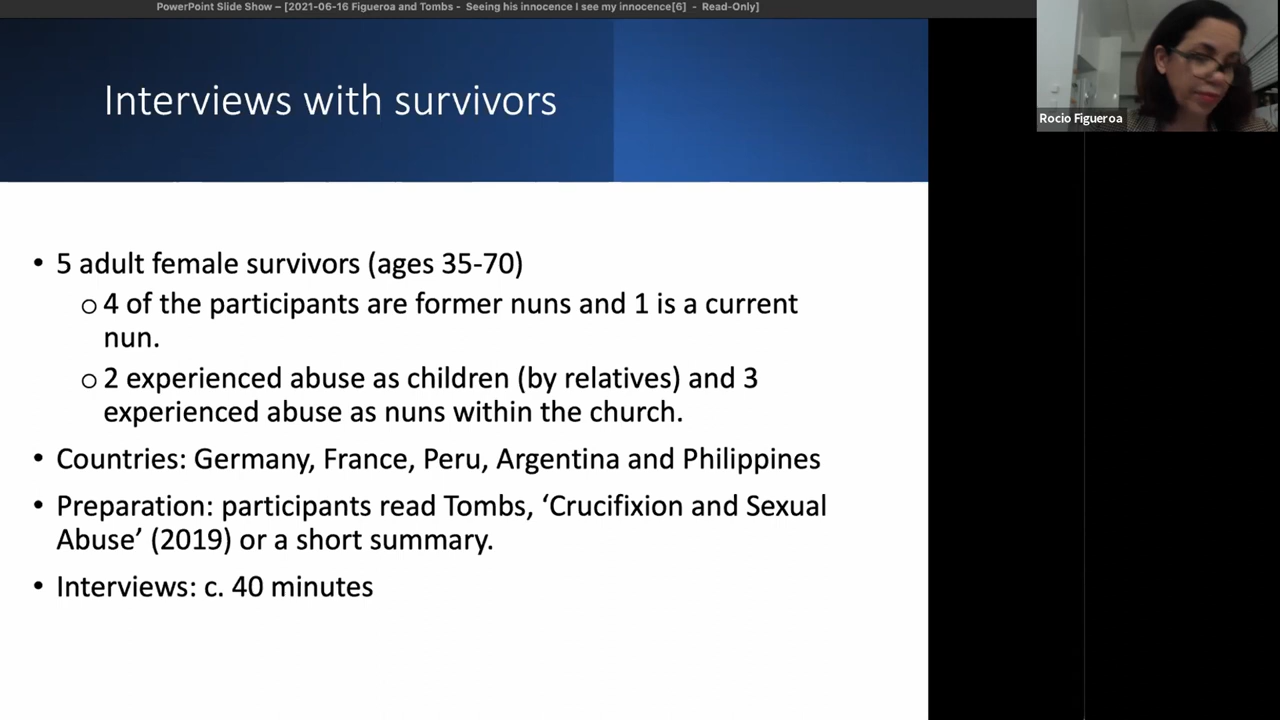 PowerPoint Slide Show – [2021-06-16 Figueroa and Tombs - Seeing his innocence I see my innocence[6] - Read-Only]
Interviews with survivors
Rocio Figueroa
• 5 adult female survivors (ages 35-70)
o 4 of the participants are former nuns and 1 is a current
nun.
o 2 experienced abuse as children (by relatives) and 3
experienced abuse as nuns within the church.
• Countries: Germany, France, Peru, Argentina and Philippines
• Preparation: participants read Tombs, ‘Crucifixion and Sexual
Abuse’ (2019) or a short summary.
• Interviews: c. 40 minutes